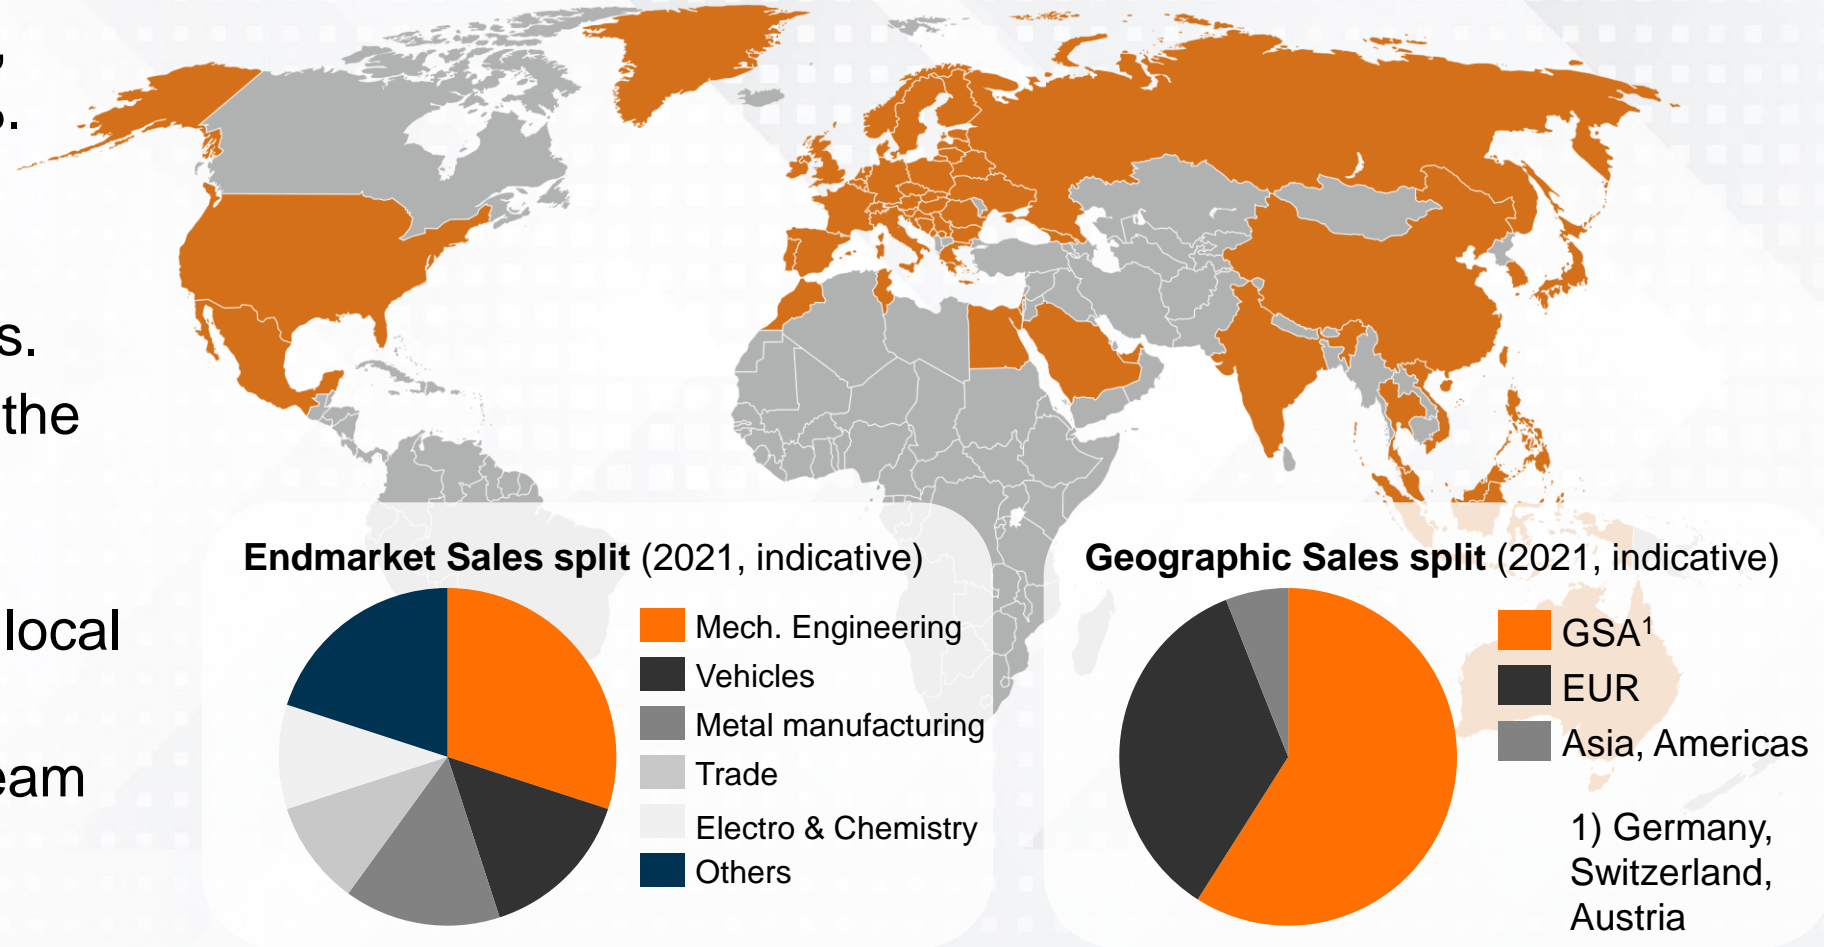 ,
s.
s.
the
local
eam
Endmarket Sales split (2021, indicative)
Mech. Engineering
Vehicles
Metal manufacturing
Trade
Electro & Chemistry
Others
Geographic Sales split (2021, indicative)
GSA¹
EUR
Asia, Americas
1) Germany,
Switzerland,
Austria